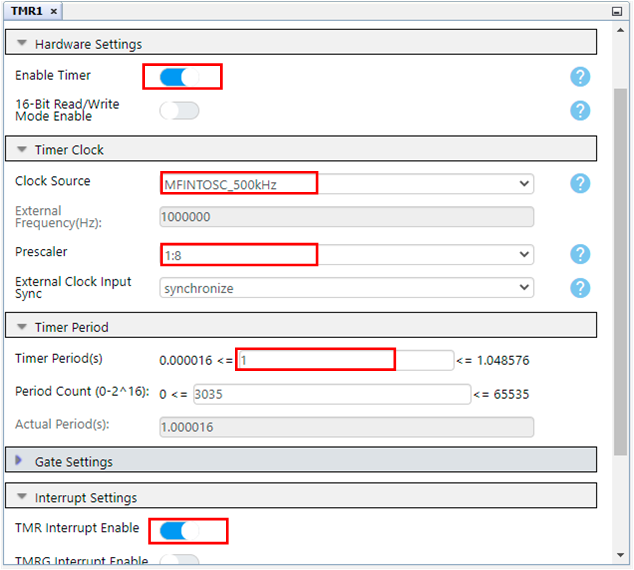 TMR1 ×
Hardware Settings
Enable Timer
?
16-Bit Read/Write
Mode Enable
?
Timer Clock
Clock Source
MFINTOSC_500kHz
?
External
Frequency(Hz):
1000000
Prescaler
1:8
?
External Clock Input
Sync
synchronize
?
Timer Period
Timer Period(s) 0.000016 <= 1 <= 1.048576
Period Count (0-2^16): 0 <= 3035 <= 65535
Actual Period(s): 1.000016
Gate Settings
Interrupt Settings
TMR Interrupt Enable
TMRG Interrupt Enable